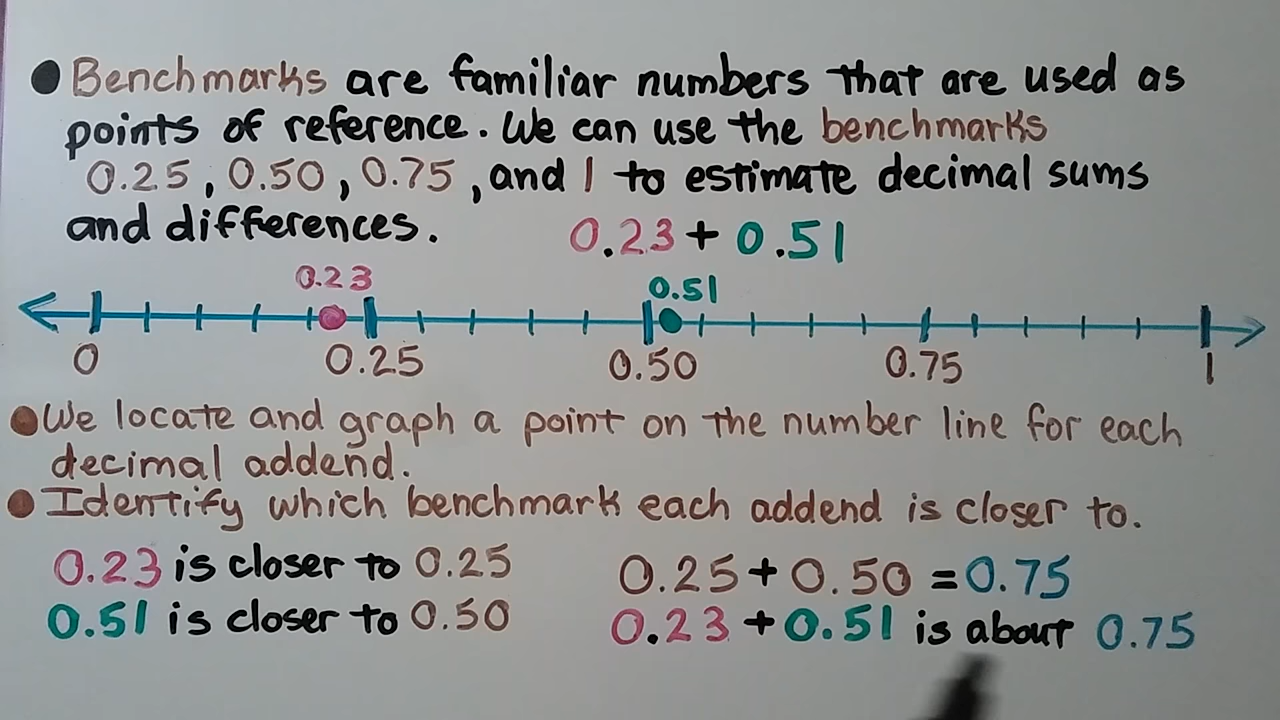 Benchmarks are familiar numbers that are used as
points of reference. We can use the benchmarks
0.25, 0.50, 0.75, and 1 to estimate decimal sums
and differences. 0.23 + 0.51
0.23 0.51
0 0.25 0.50 0.75 1
We locate and graph a point on the number line for each
decimal addend.
Identify which benchmark each addend is closer to.
0.23 is closer to 0.25 0.25 + 0.50 = 0.75
0.51 is closer to 0.50 0.23 + 0.51 is about 0.75